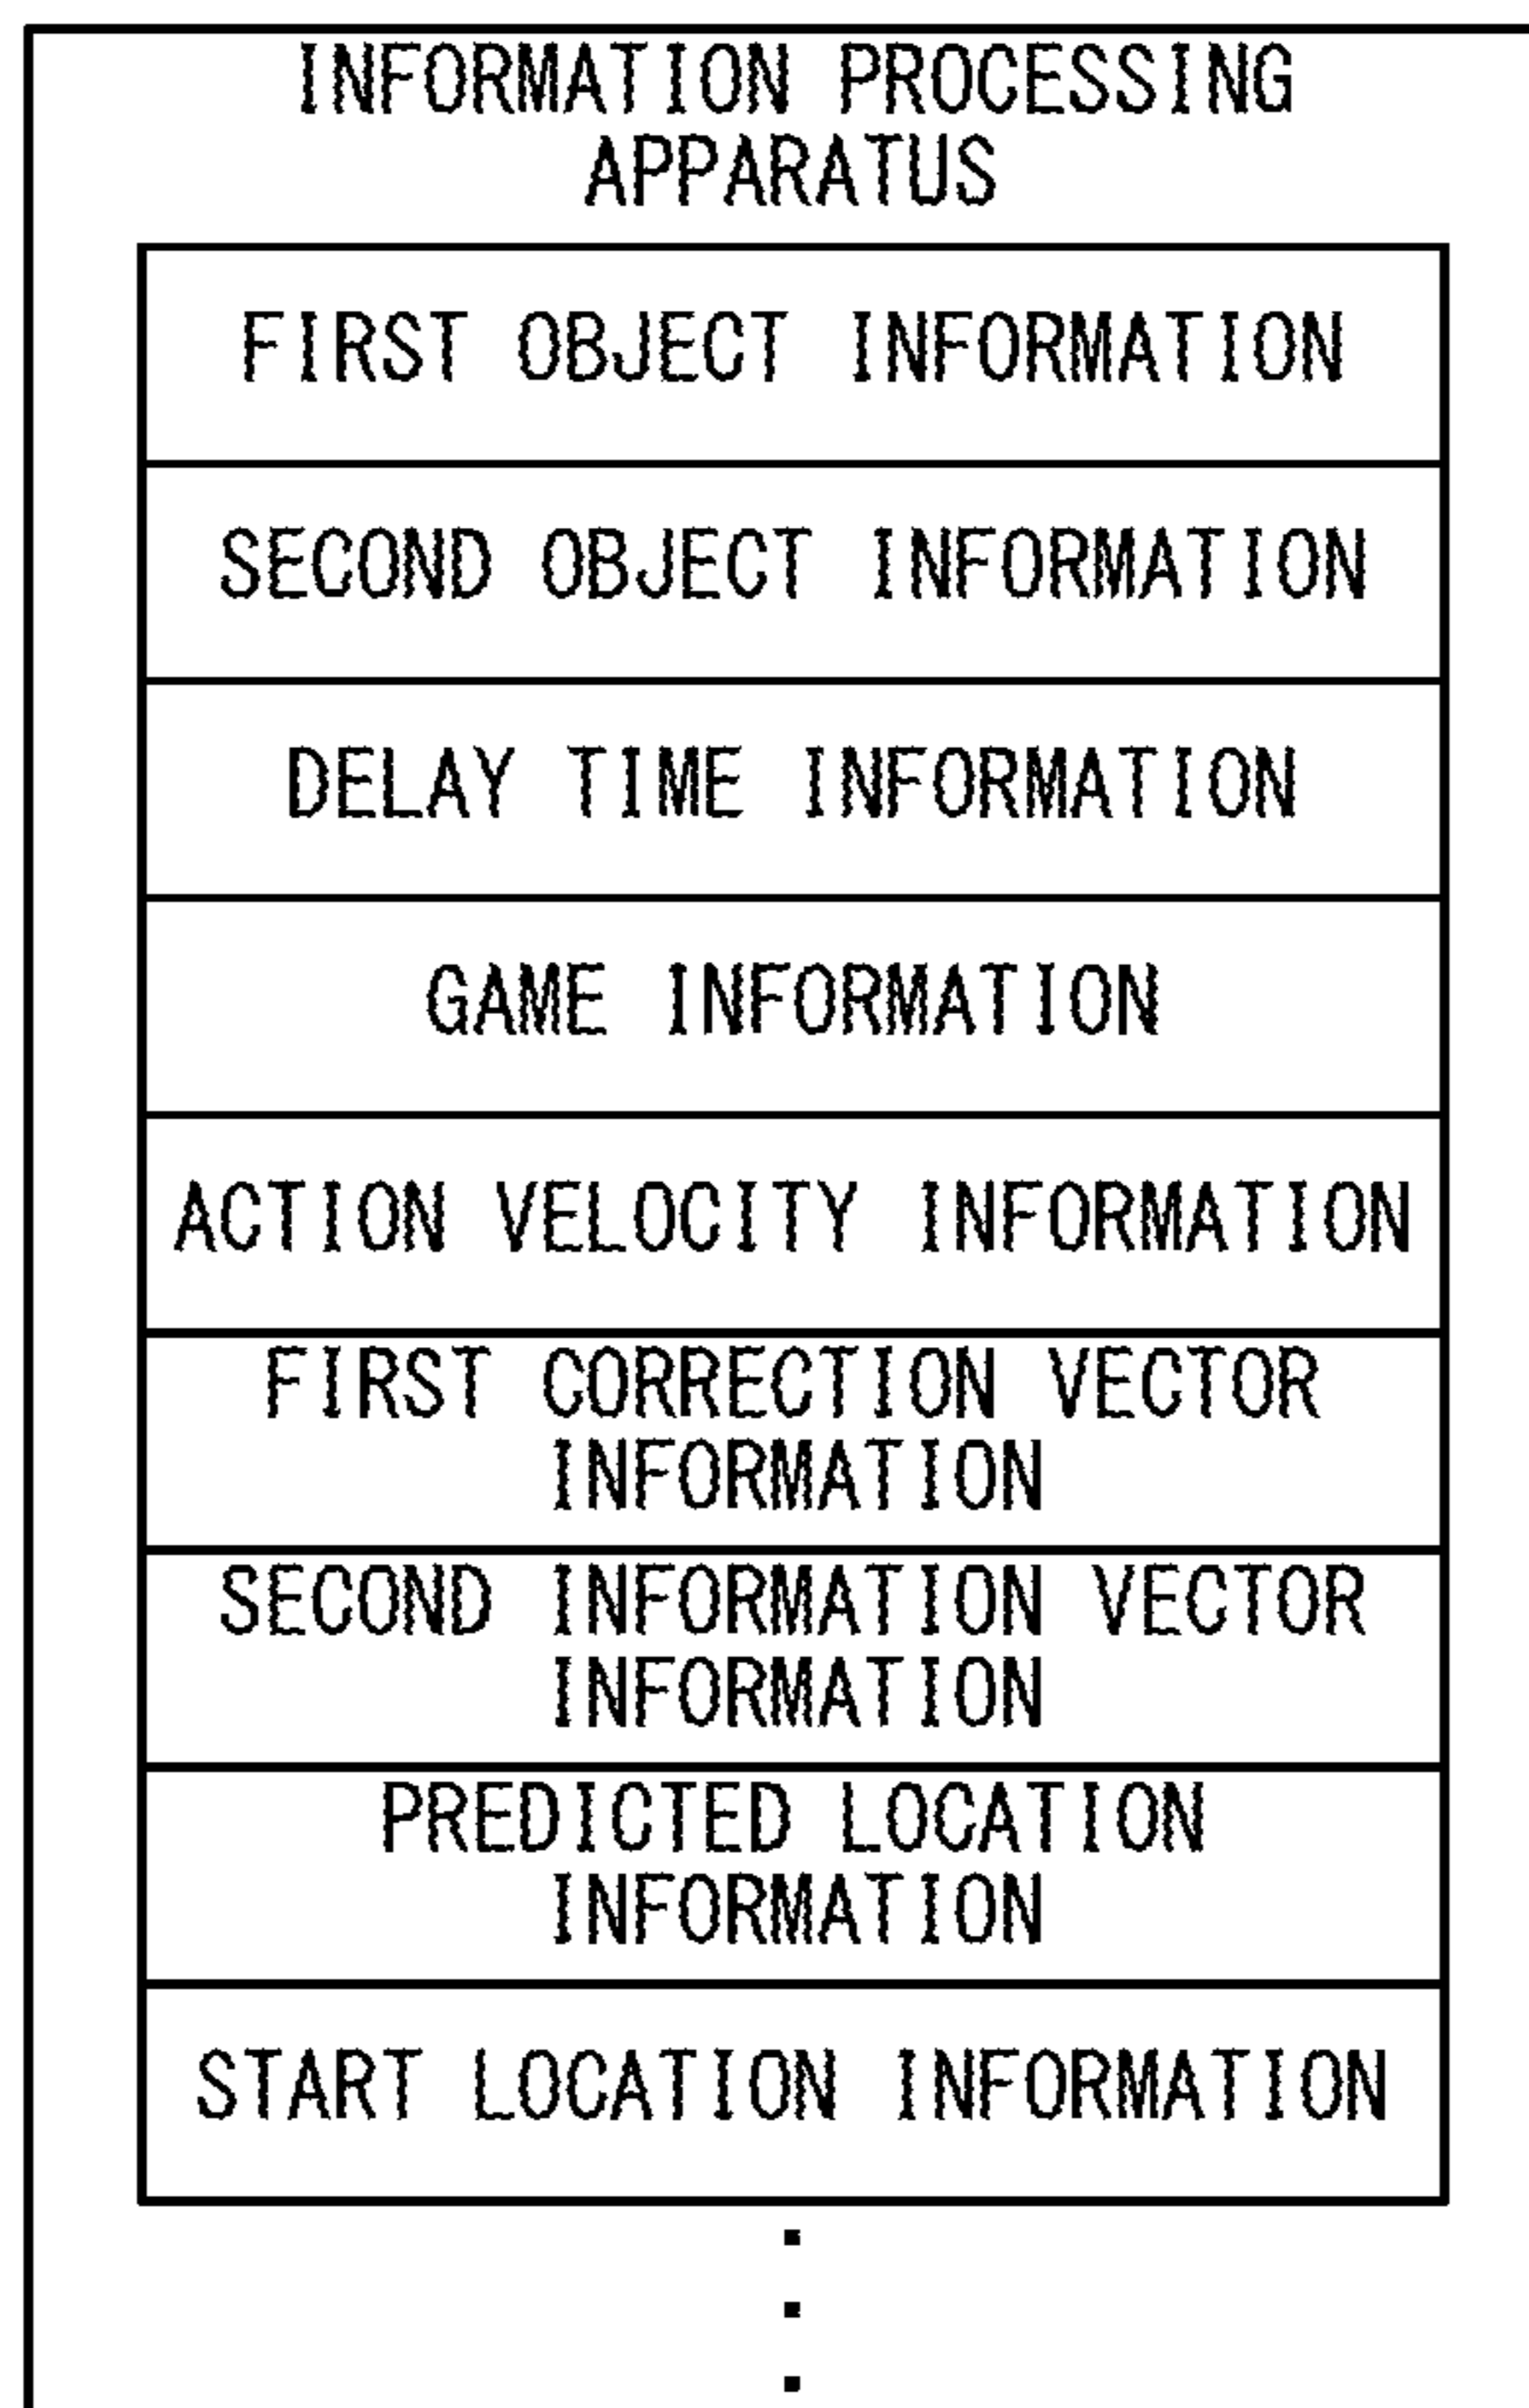 INFORMATION PROCESSING
APPARATUS
FIRST OBJECT INFORMATION
SECOND OBJECT INFORMATION
DELAY TIME INFORMATION
GAME INFORMATION
ACTION VELOCITY INFORMATION
FIRST CORRECTION VECTOR
INFORMATION
SECOND INFORMATION VECTOR
INFORMATION
PREDICTED LOCATION
INFORMATION
START LOCATION INFORMATION